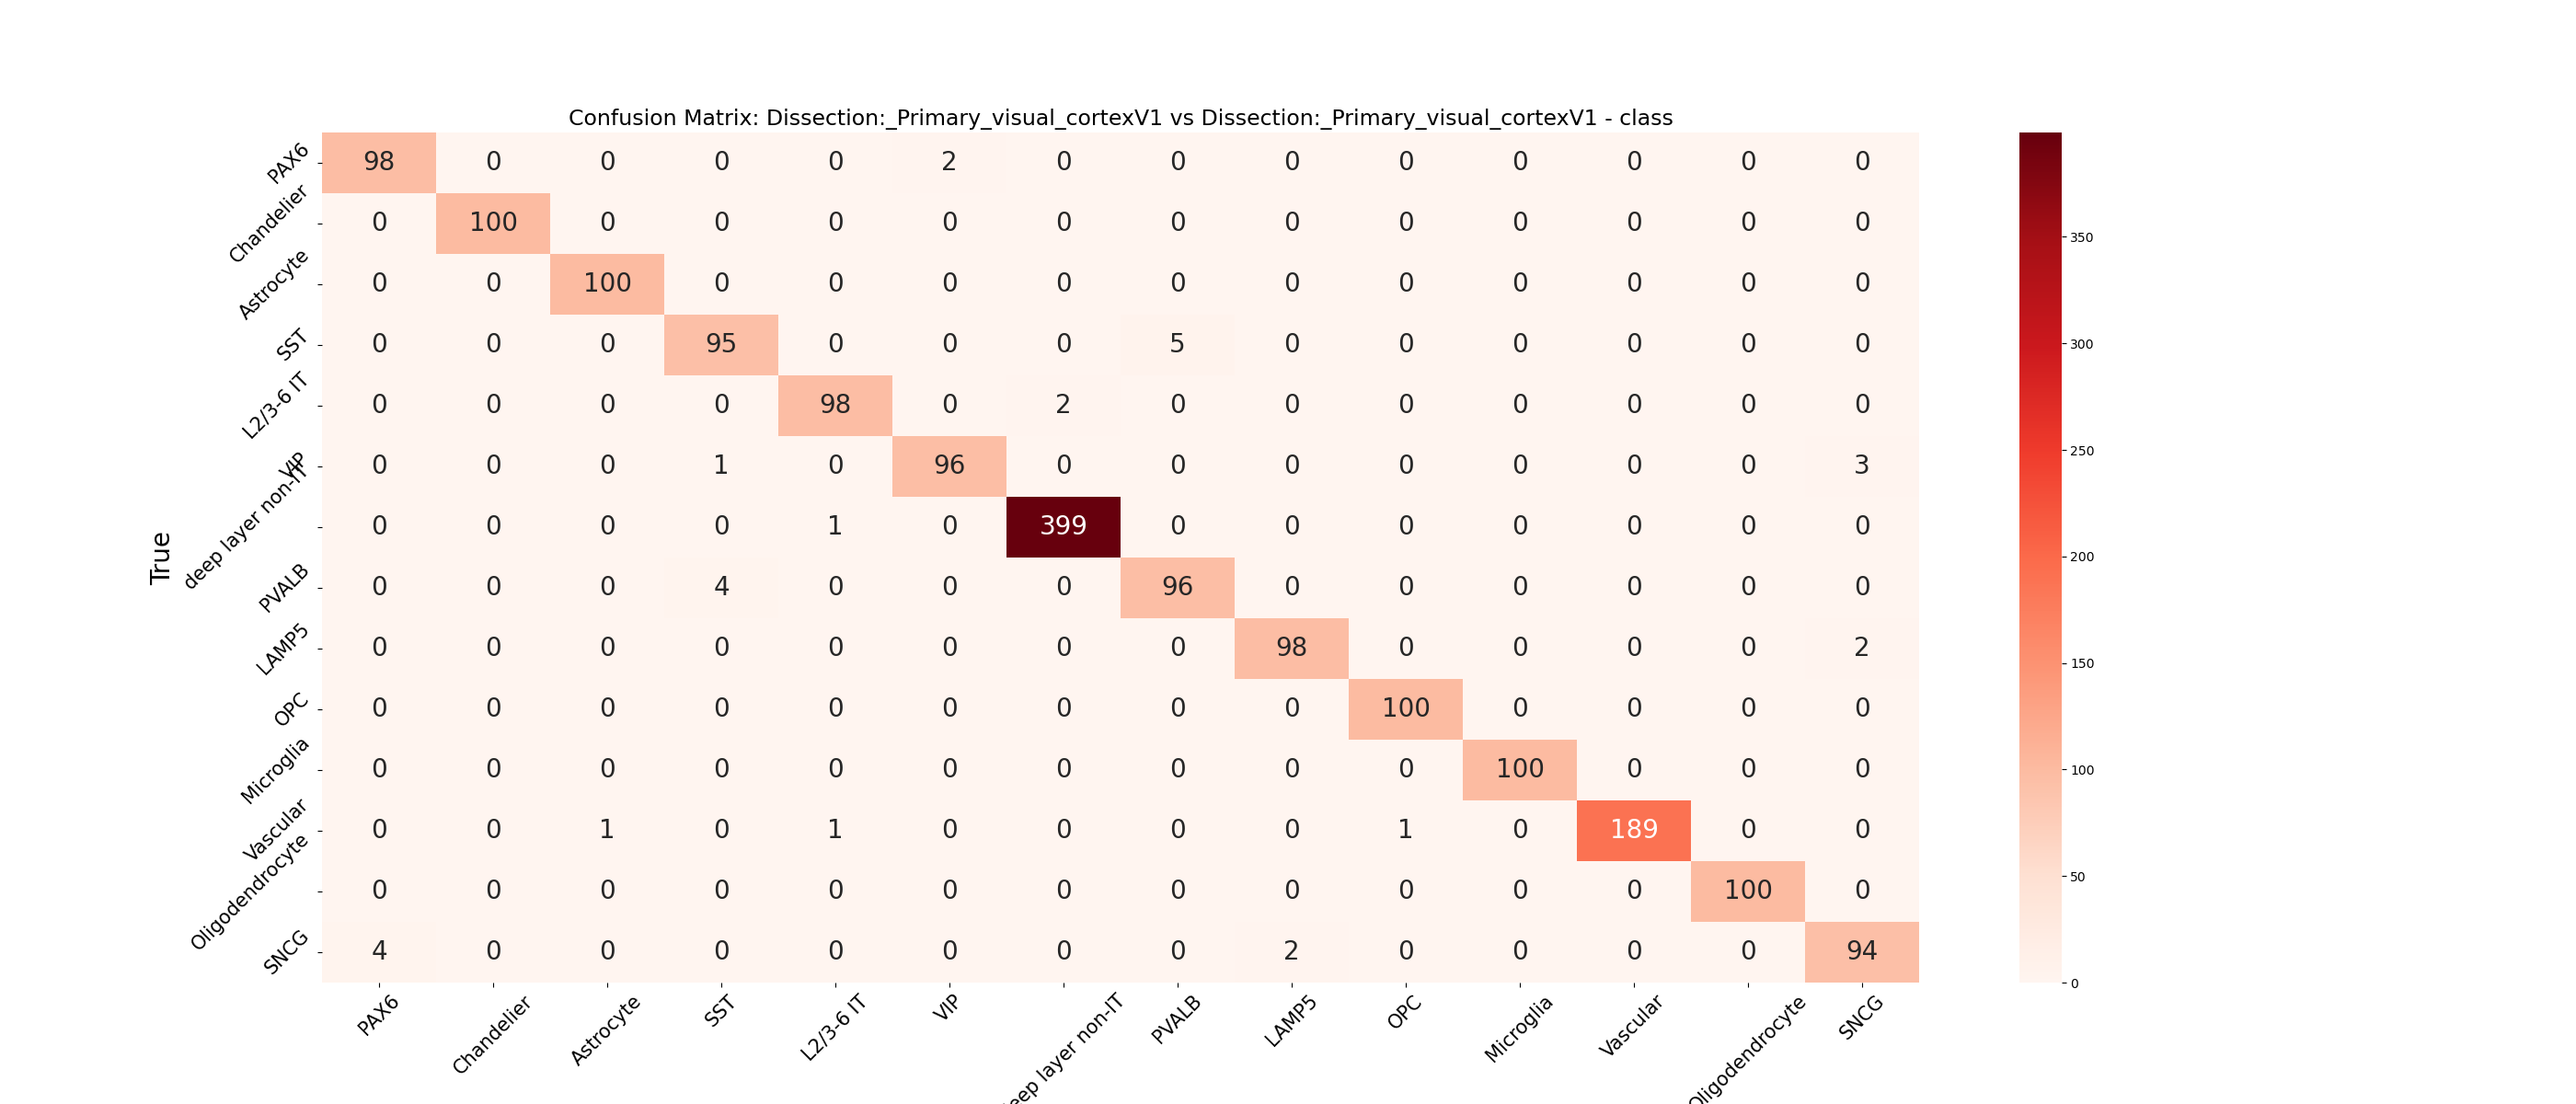 Confusion Matrix: Dissection:_Primary_visual_cortexV1 vs Dissection:_Primary_visual_cortexV1 - class
True
PAX6 98 0 0 0 0 2 0 0 0 0 0 0 0 0
Chandelier 0 100 0 0 0 0 0 0 0 0 0 0 0 0
Astrocyte 0 0 100 0 0 0 0 0 0 0 0 0 0 0
SST 0 0 0 95 0 0 0 5 0 0 0 0 0 0
L2/3-6 IT 0 0 0 0 98 0 2 0 0 0 0 0 0 0
VIP 0 0 0 1 0 96 0 0 0 0 0 0 0 3
deep layer non-IT 0 0 0 0 1 0 399 0 0 0 0 0 0 0
PVALB 0 0 0 4 0 0 0 96 0 0 0 0 0 0
LAMP5 0 0 0 0 0 0 0 0 98 0 0 0 0 2
OPC 0 0 0 0 0 0 0 0 0 100 0 0 0 0
Microglia 0 0 0 0 0 0 0 0 0 0 100 0 0 0
Vascular 0 0 1 0 1 0 0 0 0 1 0 189 0 0
Oligodendrocyte 0 0 0 0 0 0 0 0 0 0 0 0 100 0
SNCG 4 0 0 0 0 0 0 0 2 0 0 0 0 94
PAX6 Chandelier Astrocyte SST L2/3-6 IT VIP eep layer non-IT PVALB LAMP5 OPC Microglia Vascular Oligodendrocyte SNCG
350
300
250
200
150
100
50
0